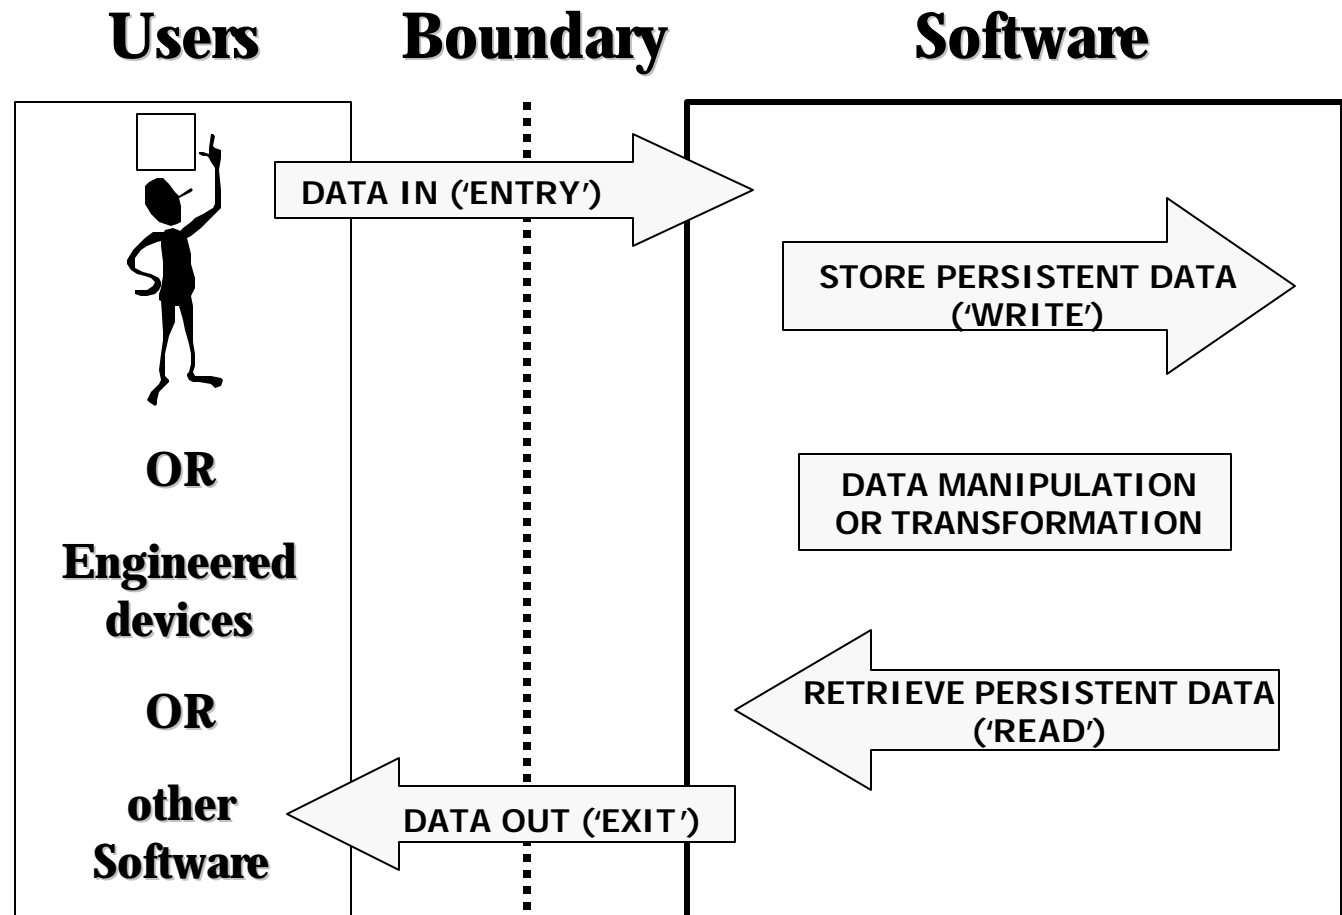 Users
Boundary
Software
DATA IN (‘ENTRY’)
STORE PERSISTENT DATA
(‘WRITE’)
OR
DATA MANIPULATION
OR TRANSFORMATION
Engineered
devices
OR
RETRIEVE PERSISTENT DATA
(‘READ’)
other
Software
DATA OUT (‘EXIT’)